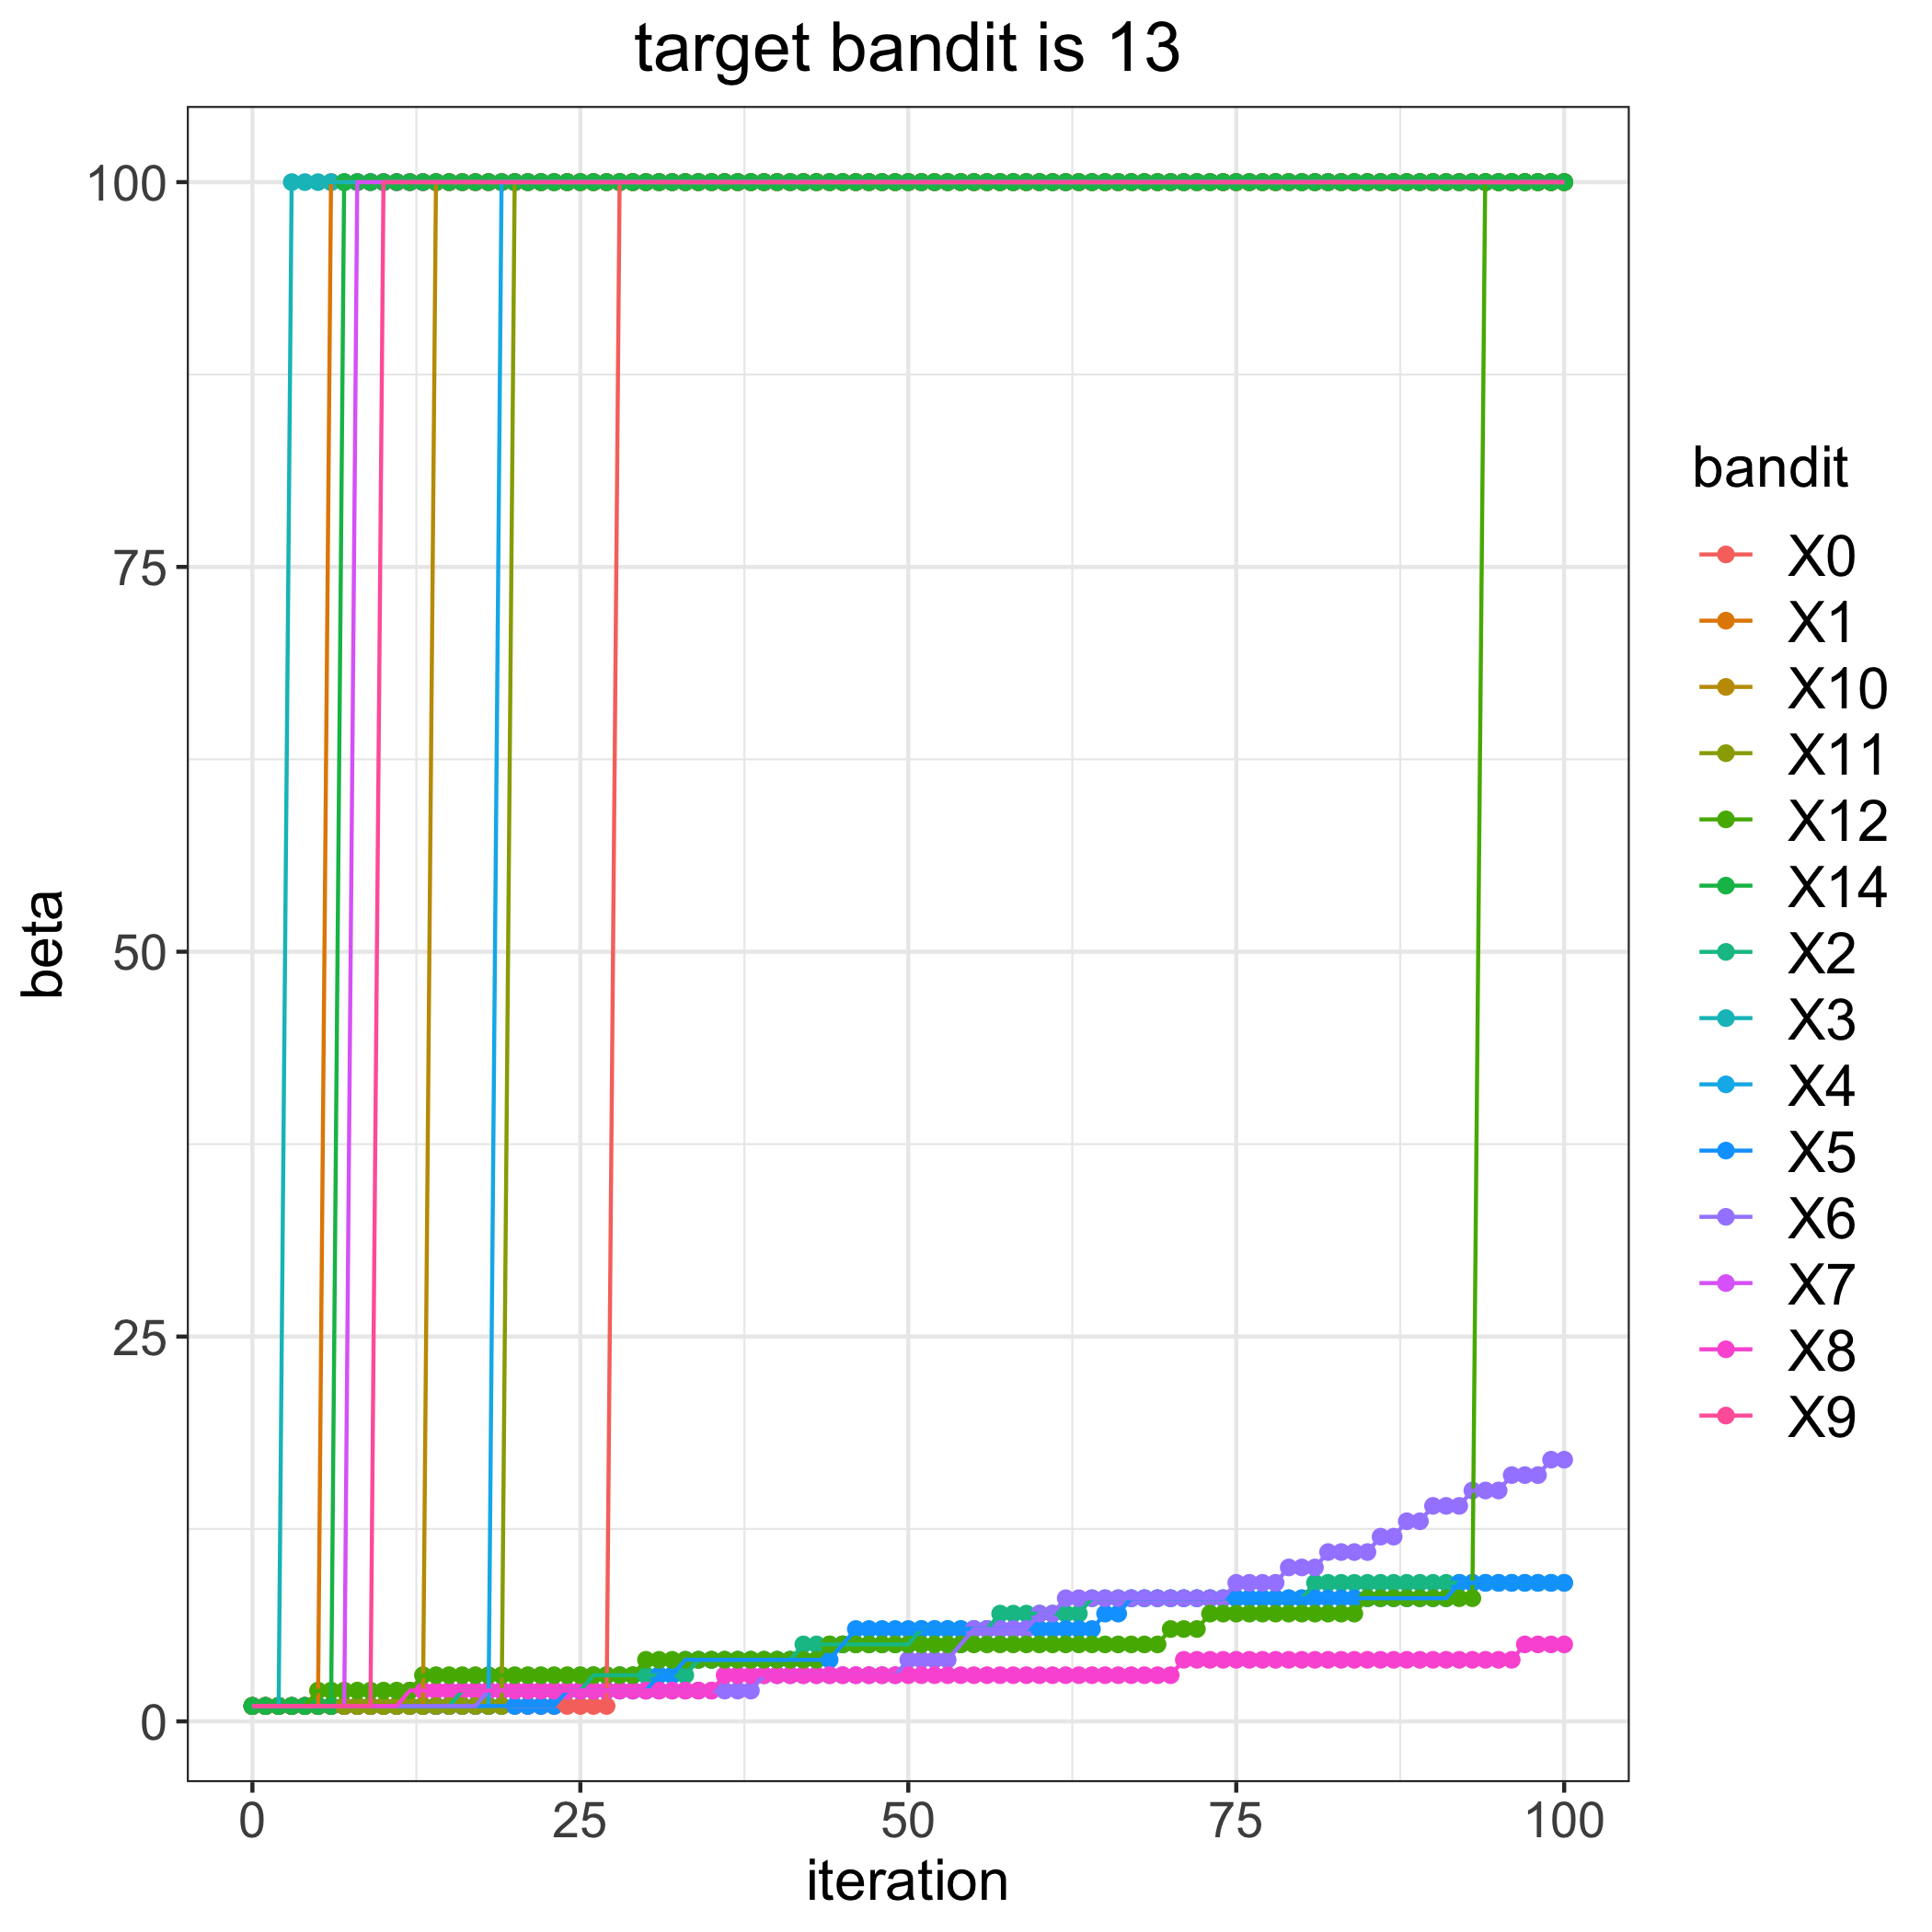 target bandit is 13
100
75
50
25
0
beta
0 25 50 75 100
iteration
bandit
X0
X1
X10
X11
X12
X14
X2
X3
X4
X5
X6
X7
X8
X9